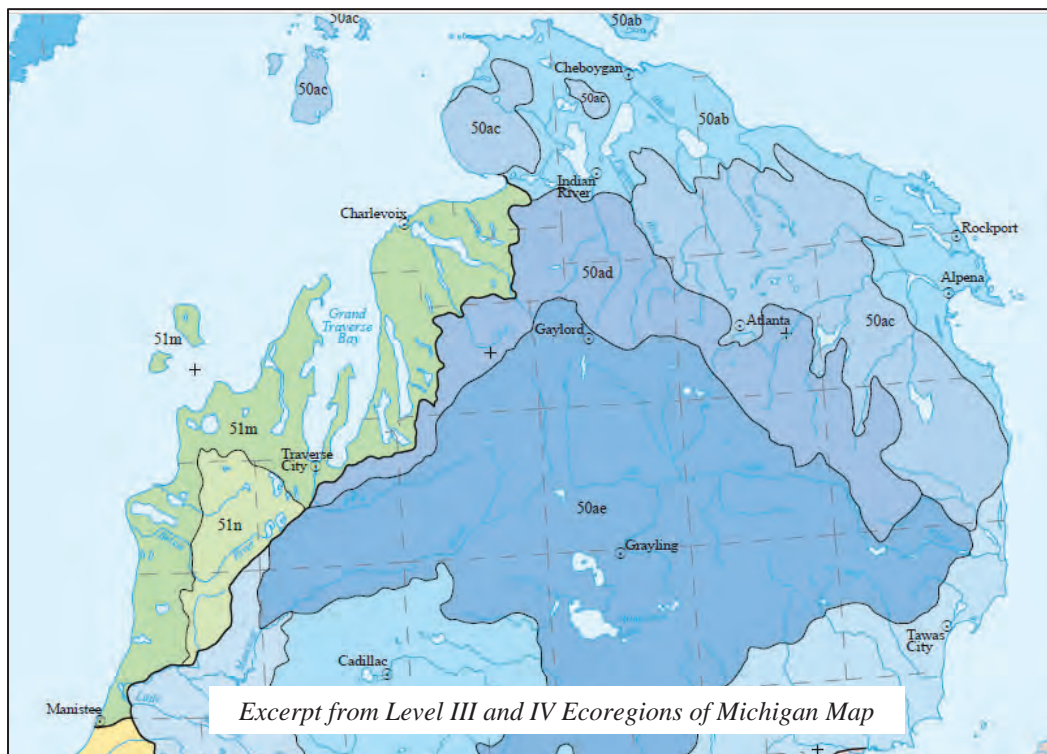 50ac
50ab
Cheboygan
50ac
50ac
50ab
50ac
Indian
River
Charlevoix
Rockport
50ad
Alpena
Grand
Traverse
Bay
Gaylord
Atlanta
50ac
51m
51m
Traverse
City
50ae
51n
River
Grayling
Tawas
City
Cadillac
Manistee
Excerpt from Level III and IV Ecoregions of Michigan Map